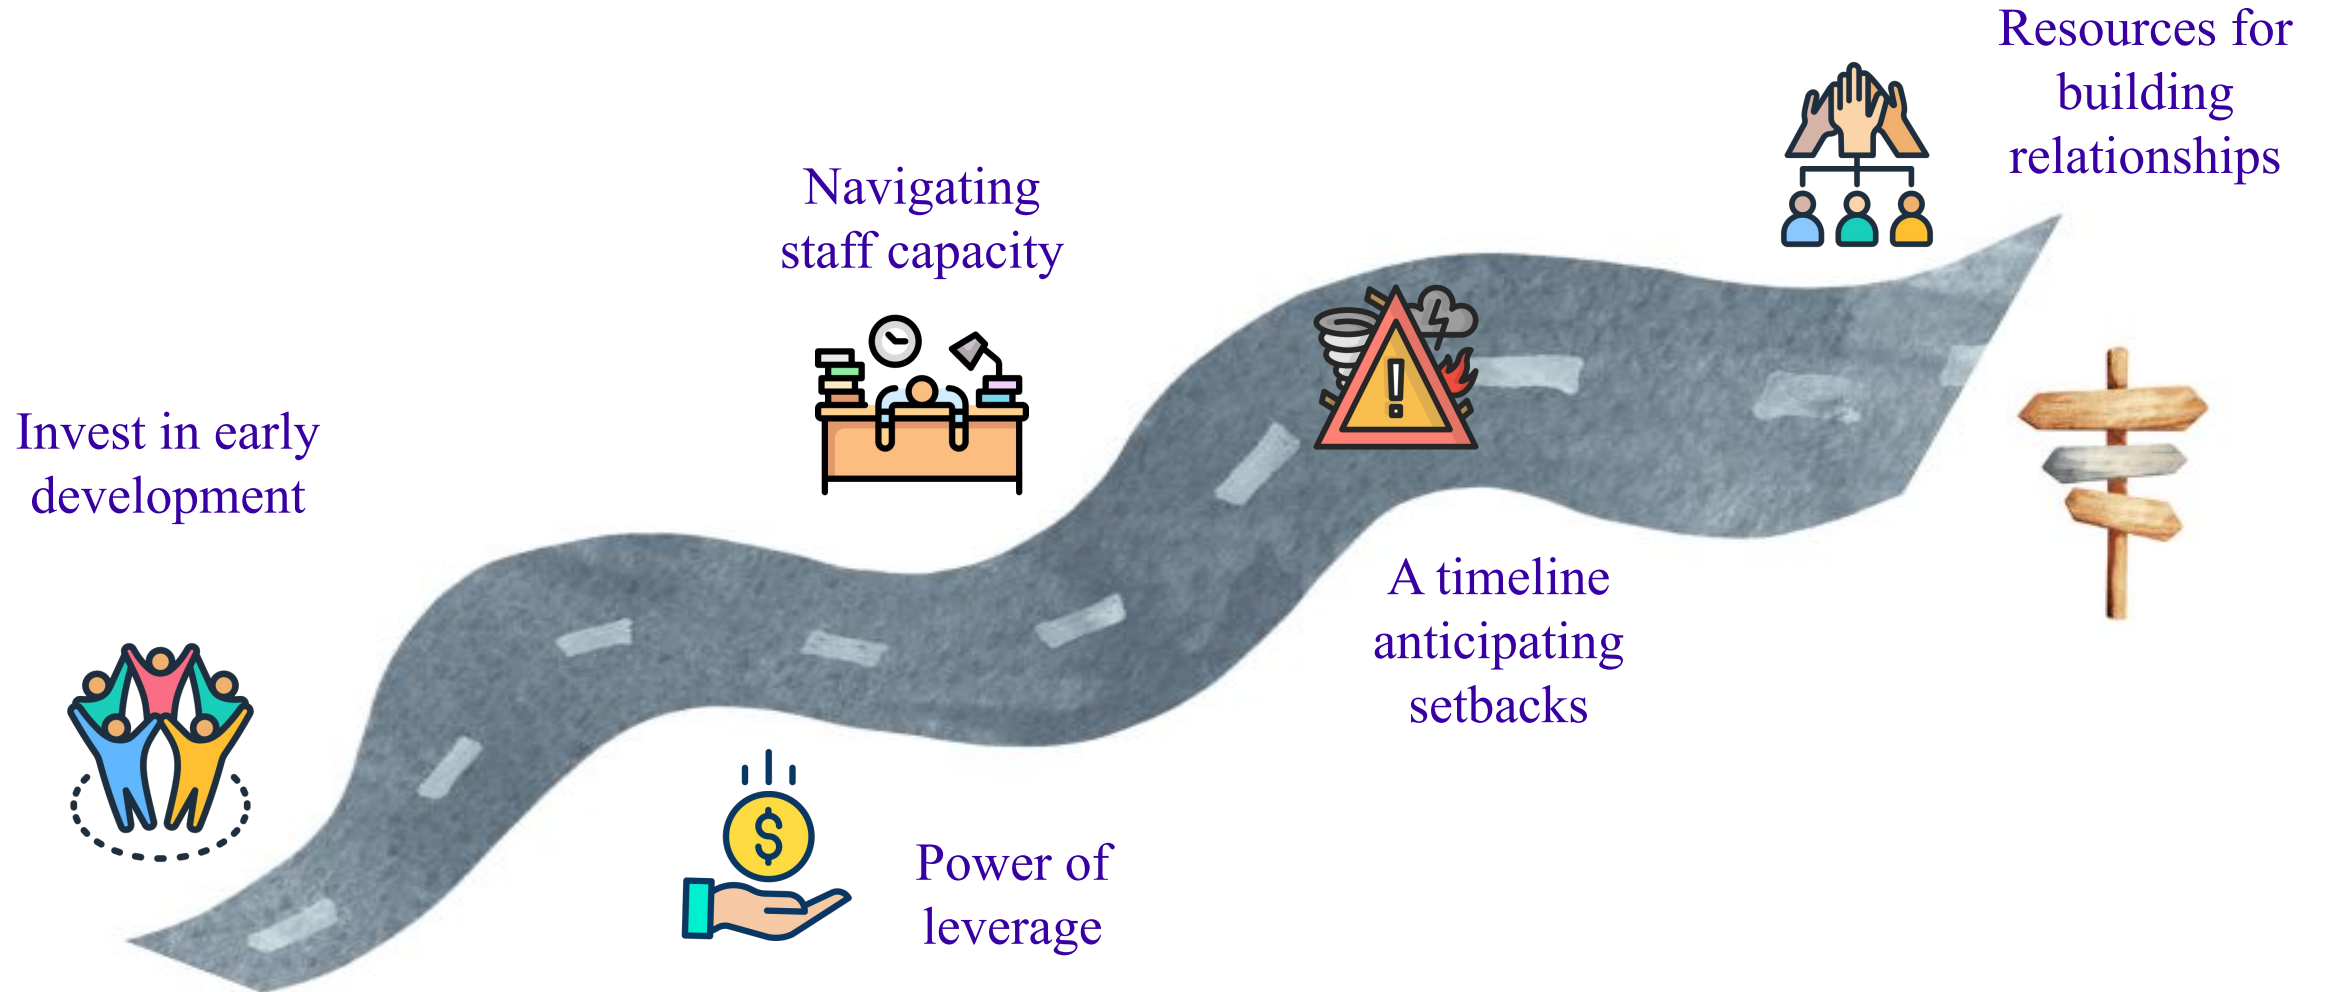 Invest in early
development
Power of
leverage
Navigating
staff capacity
A timeline
anticipating
setbacks
Resources for
building
relationships